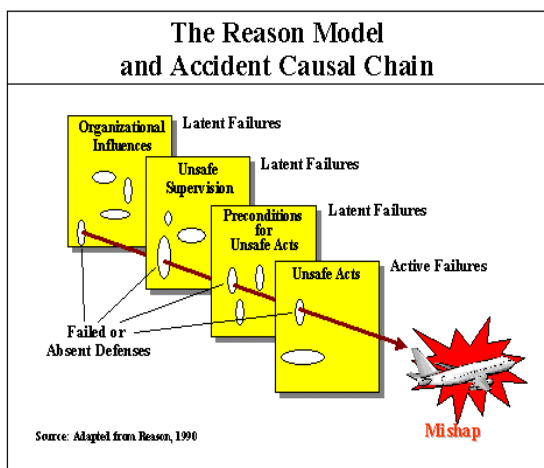 The Reason Model
and Accident Causal Chain
Organizational
Influences
Latent Failures
Unsafe
Supervision
Latent Failures
Preconditions
for
Unsafe Acts
Latent Failures
Unsafe Acts
Active Failures
Failed or
Absent Defenses
Mishap
Source: Adapted from Reason, 1990